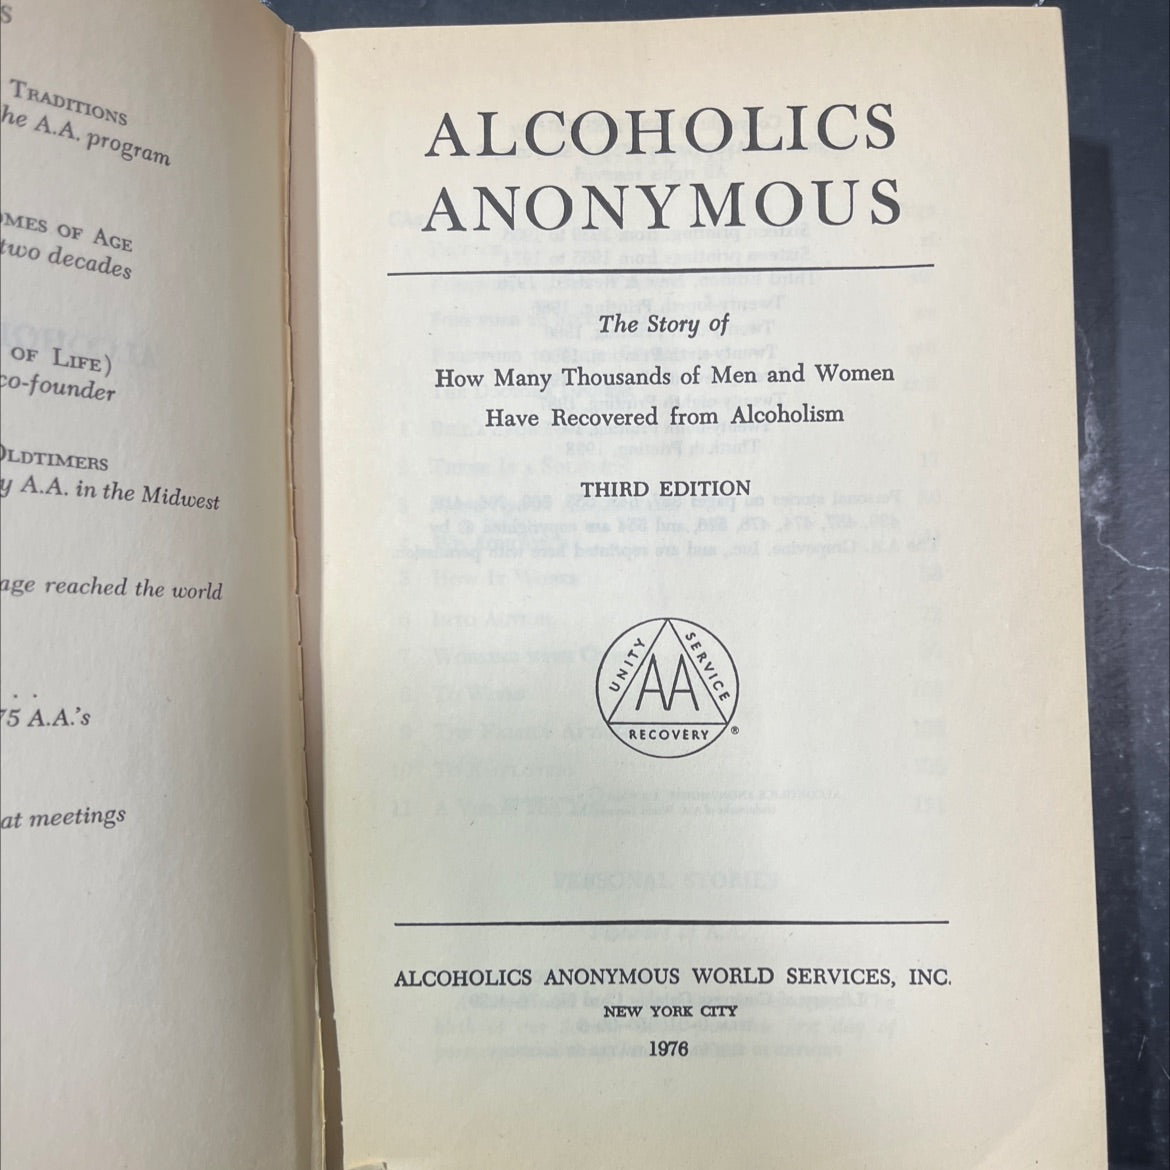 S
TRADITIONS
he A.A. program
OMES OF AGE
two decades
OF LIFE)
co-founder
OLDTIMERS
y A.A. in the Midwest
age reached the world
. .
75 A.A.'s
at meetings
ALCOHOLICS
ANONYMOUS
The Story of
How Many Thousands of Men and Women
Have Recovered from Alcoholism
THIRD EDITION
UNITY
SERVICE
AA
RECOVERY ®
ALCOHOLICS ANONYMOUS WORLD SERVICES, INC.
NEW YORK CITY
1976